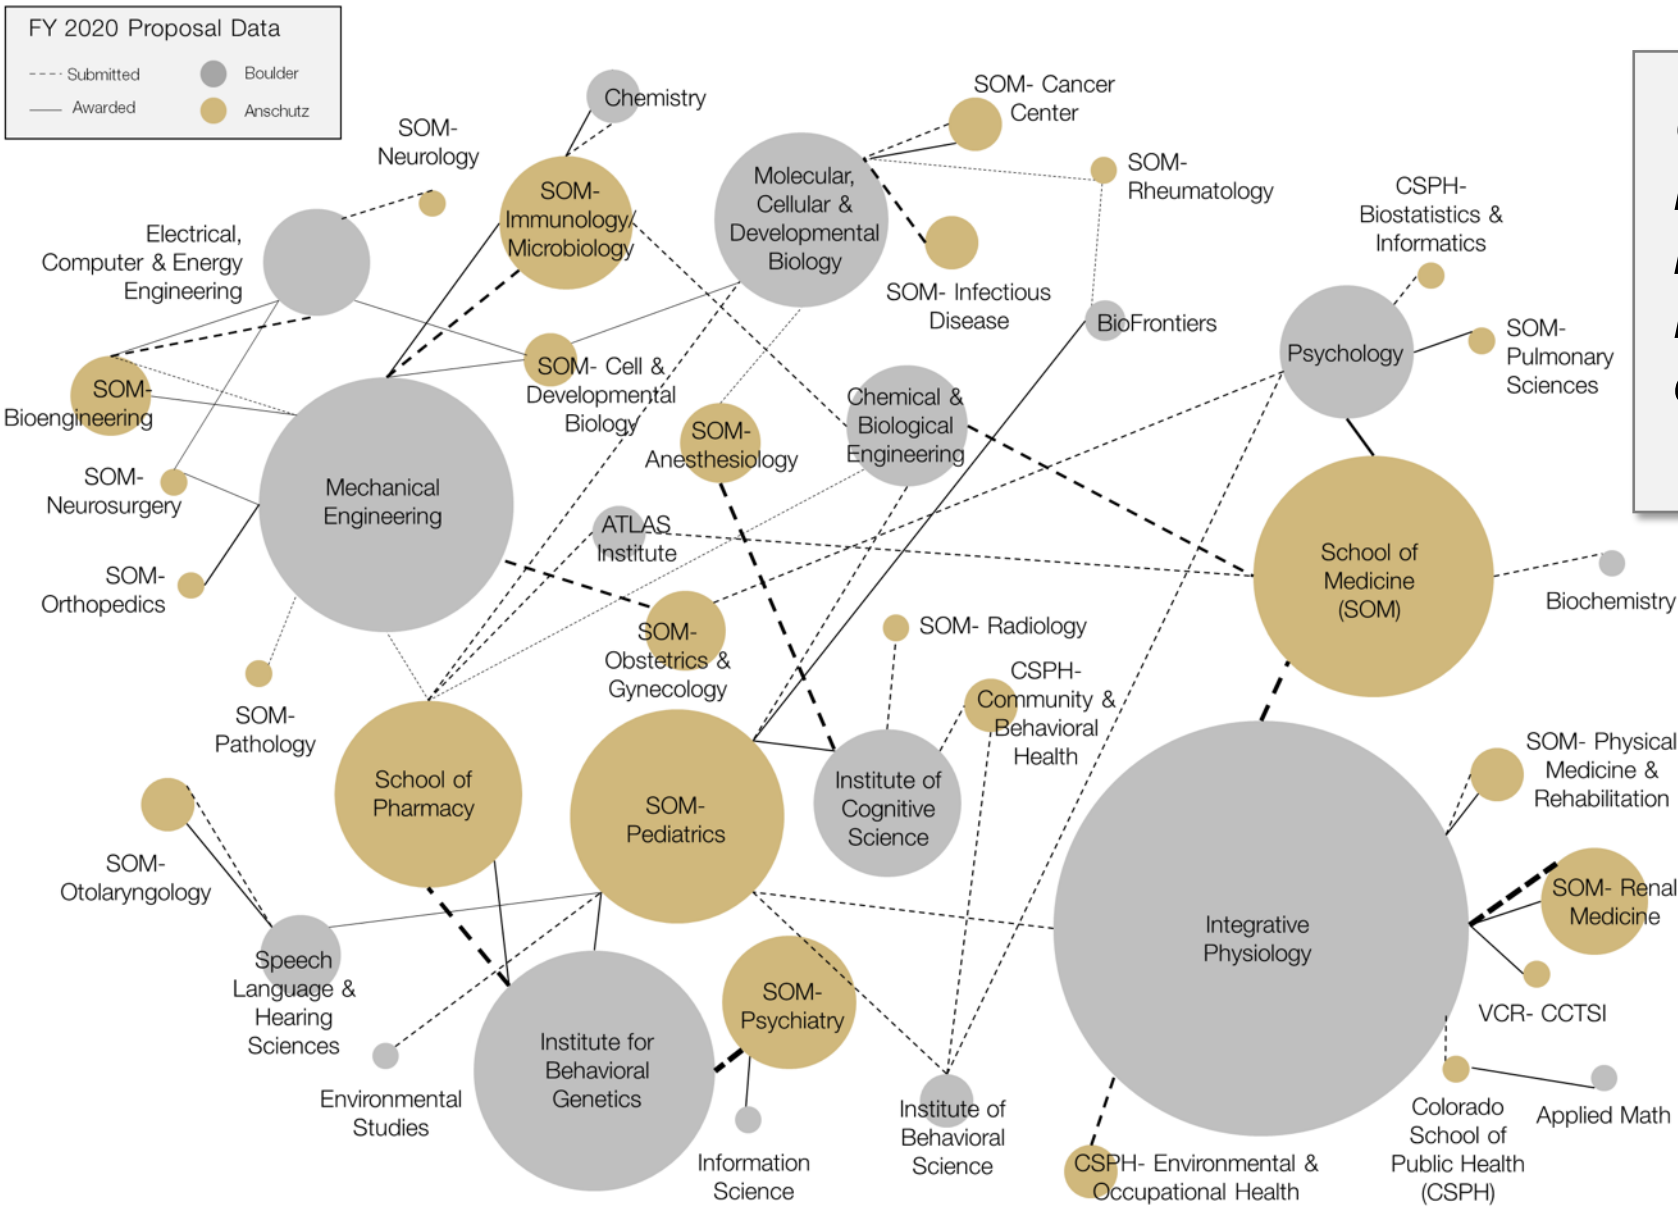 FY 2020 Proposal Data
Submitted
Boulder
Awarded
Anschutz
Chemistry
SOM- Cancer
Center
SOM-
Neurology
SOM-
Immunology/
Microbiology
Molecular,
Cellular &
Developmental
Biology
SOM-
Rheumatology
CSPH-
Biostatistics &
Informatics
Electrical,
Computer & Energy
Engineering
SOM- Infectious
Disease
BioFrontiers
Psychology
SOM-
Pulmonary
Sciences
SOM-
Bioengineering
SOM- Cell &
Developmental
Biology
Chemical &
Biological
Engineering
SOM-
Anesthesiology
SOM-
Neurosurgery
Mechanical
Engineering
ATLAS
Institute
School of
Medicine
(SOM)
SOM-
Orthopedics
Biochemistry
SOM-
Obstetrics &
Gynecology
SOM- Radiology
CSPH-
Community &
Behavioral
Health
SOM-
Pathology
School of
Pharmacy
SOM-
Pediatrics
Institute of
Cognitive
Science
SOM- Physical
Medicine &
Rehabilitation
SOM-
Otolaryngology
SOM- Renal
Medicine
Integrative
Physiology
Speech
Language &
Hearing
Sciences
SOM-
Psychiatry
VCR- CCTSI
Institute for
Behavioral
Genetics
Environmental
Studies
Institute of
Behavioral
Science
Colorado
School of
Public Health
(CSPH)
Applied Math
Information
Science
CSPH- Environmental &
Occupational Health